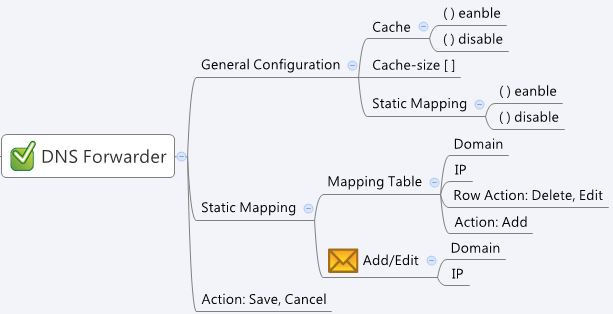 DNS Forwarder
General Configuration
Cache
( ) eanble
( ) disable
Cache-size [ ]
Static Mapping
( ) eanble
( ) disable
Static Mapping
Mapping Table
Domain
IP
Row Action: Delete, Edit
Action: Add
Add/Edit
Domain
IP
Action: Save, Cancel